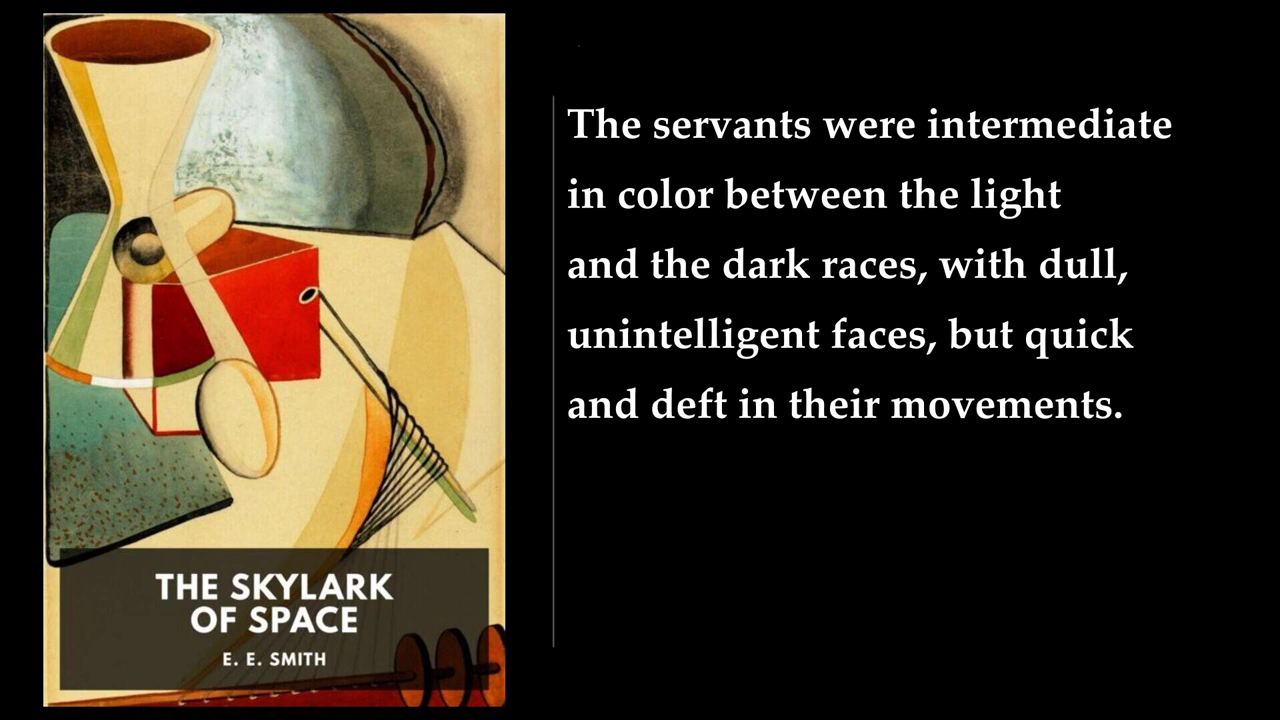 THE SKYLARK
OF SPACE
E. E. SMITH
The servants were intermediate
in color between the light
and the dark races, with dull,
unintelligent faces, but quick
and deft in their movements.